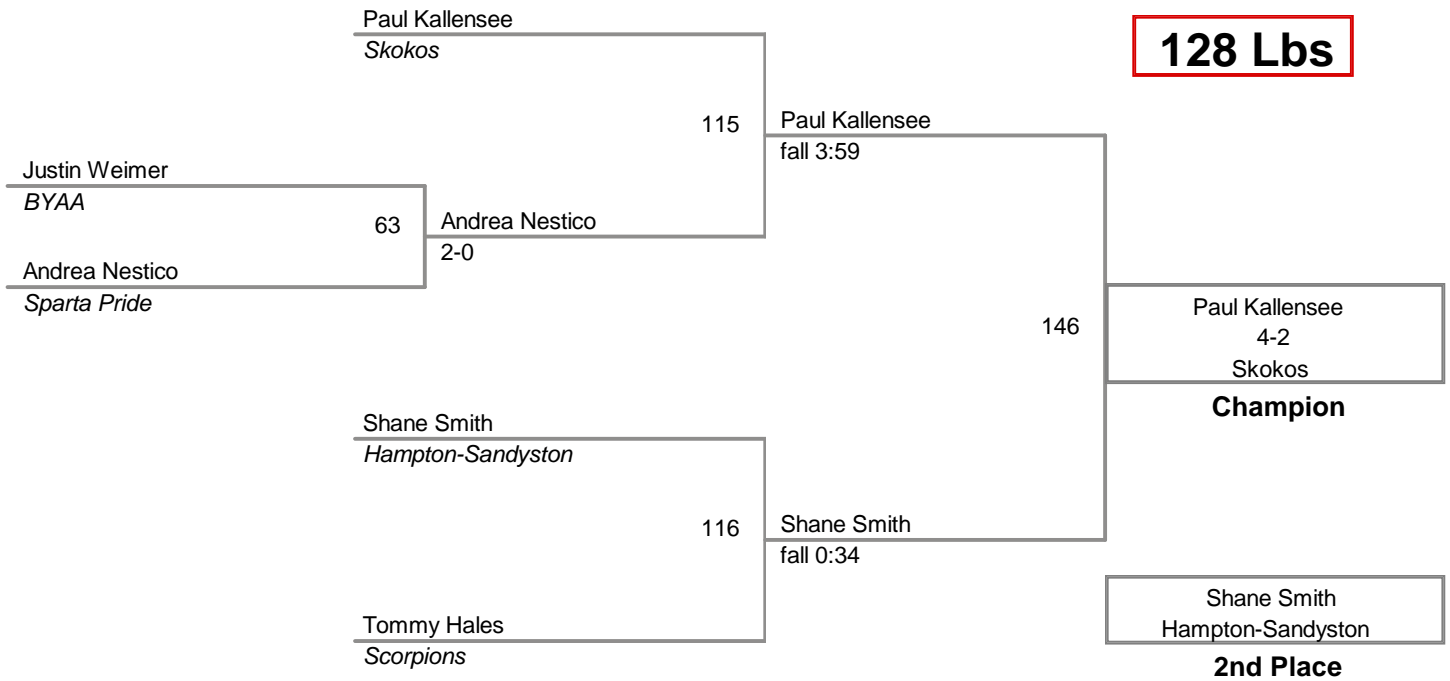 Paul Kallensee
Skokos
128 Lbs
115
Paul Kallensee
fall 3:59
Justin Weimer
BYAA
63
Andrea Nestico
2-0
Andrea Nestico
Sparta Pride
146
Paul Kallensee
4-2
Skokos
Champion
Shane Smith
Hampton-Sandyston
116
Shane Smith
fall 0:34
Tommy Hales
Scorpions
Shane Smith
Hampton-Sandyston
2nd Place